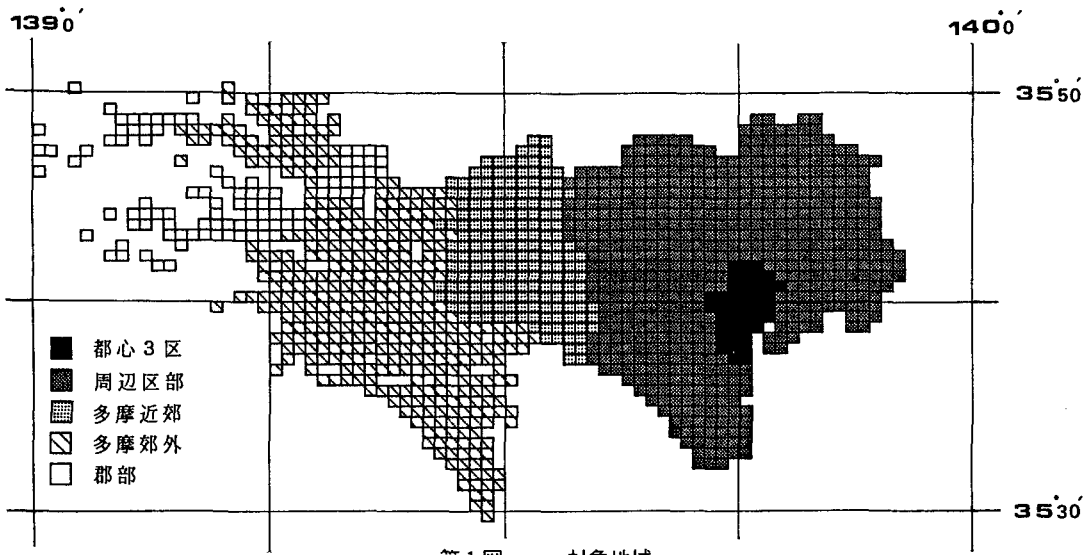 139°0′
140°0′
35°50′
都心3区
周辺区部
多摩近郊
多摩郊外
郡部
35°30′
第1図 対象地域